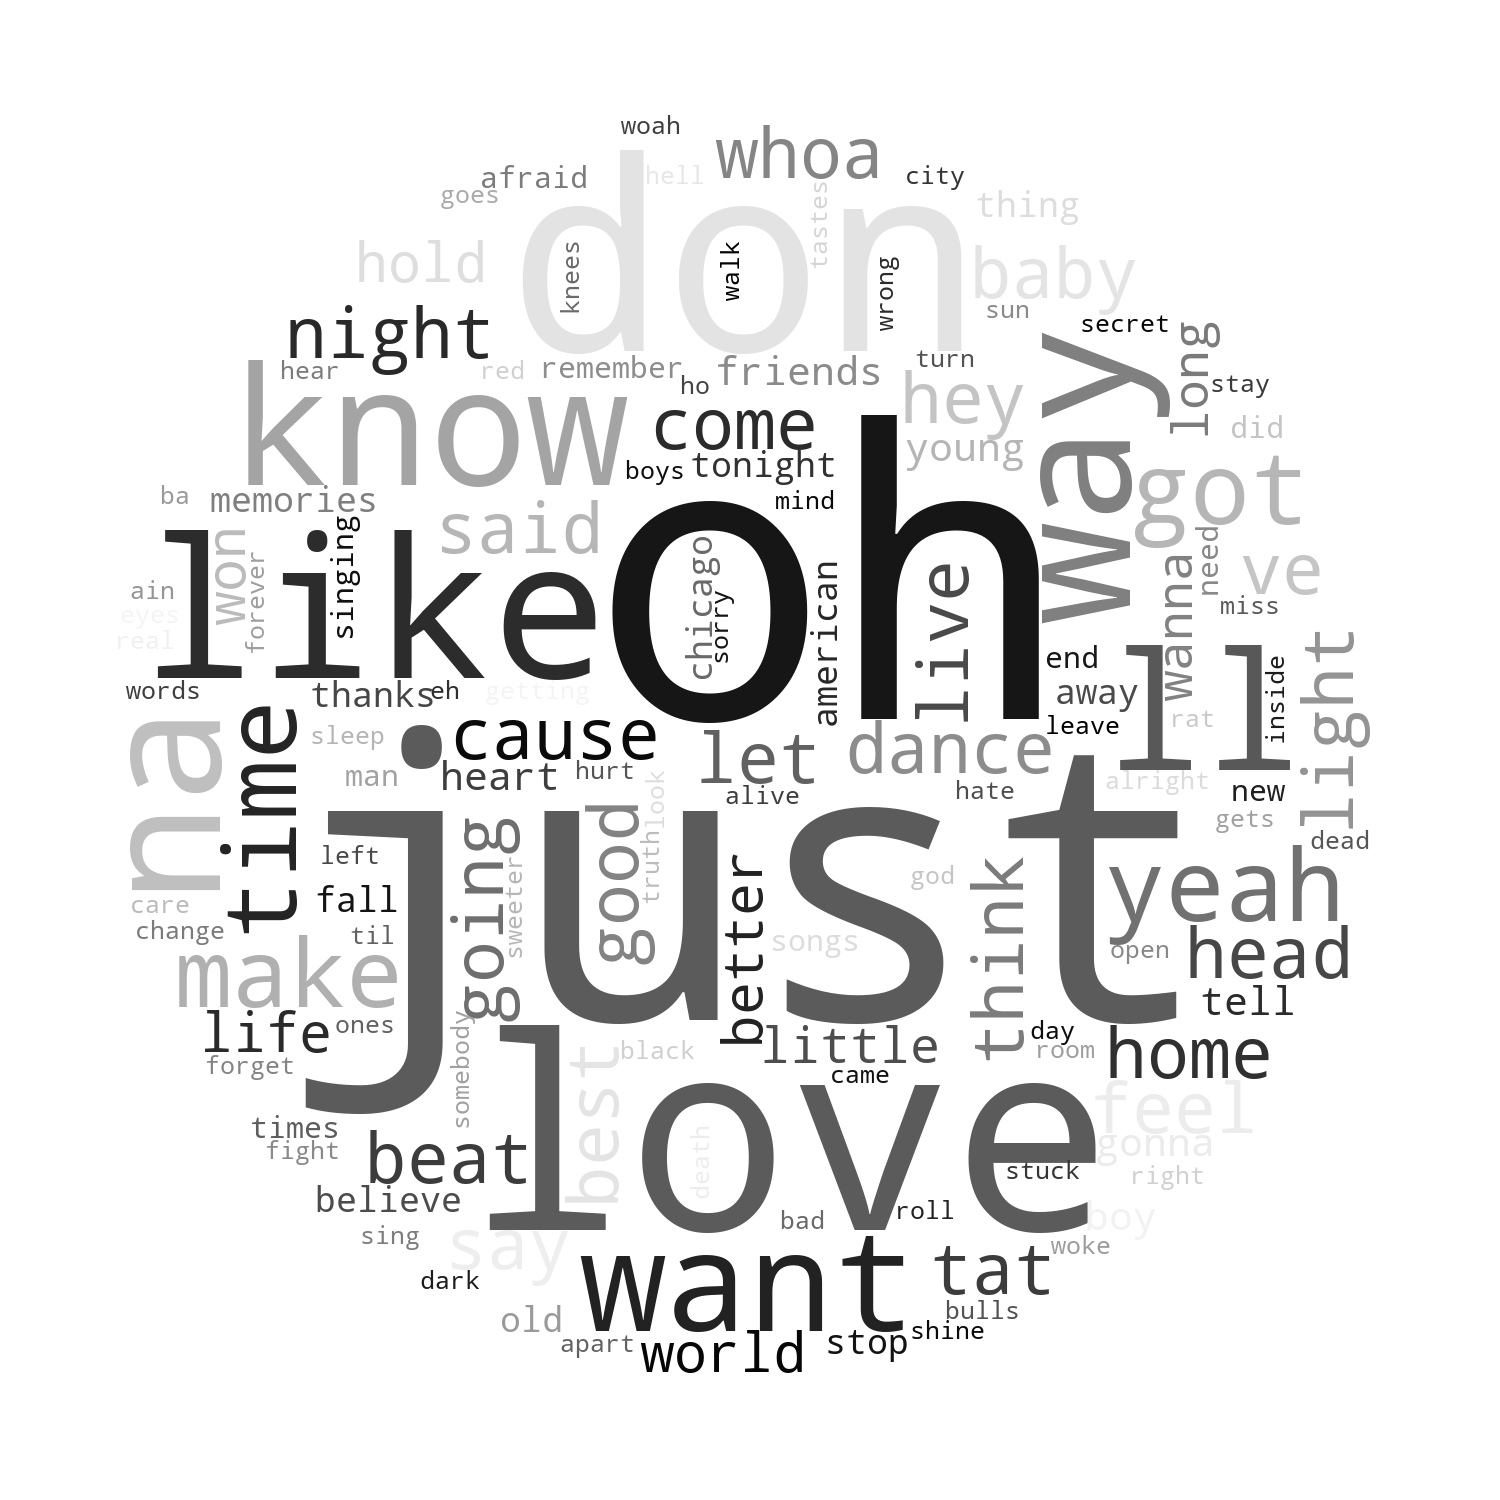 woah
whoa
afraid
hell
city
goes
tastes
thing
don
hold
knees
walk
wrong
baby
sun
night
secret
hear
red
remember
friends
turn
long
stay
ho
know
come
hey
way
did
young
boys
tonight
got
ba
memories
mind
said
oh
like
won
singing
forever
chicago
sorry
american
live
wanna
need
ve
ain
eyes
real
miss
words
thanks
eh
getting
end
away
ll
inside
light
rat
leave
na
time
sleep
cause
let
dance
man
heart
hurt
alive
hate
alright
new
just
gets
left
going
sweeter
good
truth
look
better
god
think
dead
yeah
care
fall
change
til
songs
open
head
make
tell
life
ones
somebody
little
day
room
home
forget
black
came
love
best
feel
times
fight
beat
death
gonna
stuck
right
believe
sing
say
bad
roll
boy
woke
dark
want
tat
old
bulls
apart
world
stop
shine